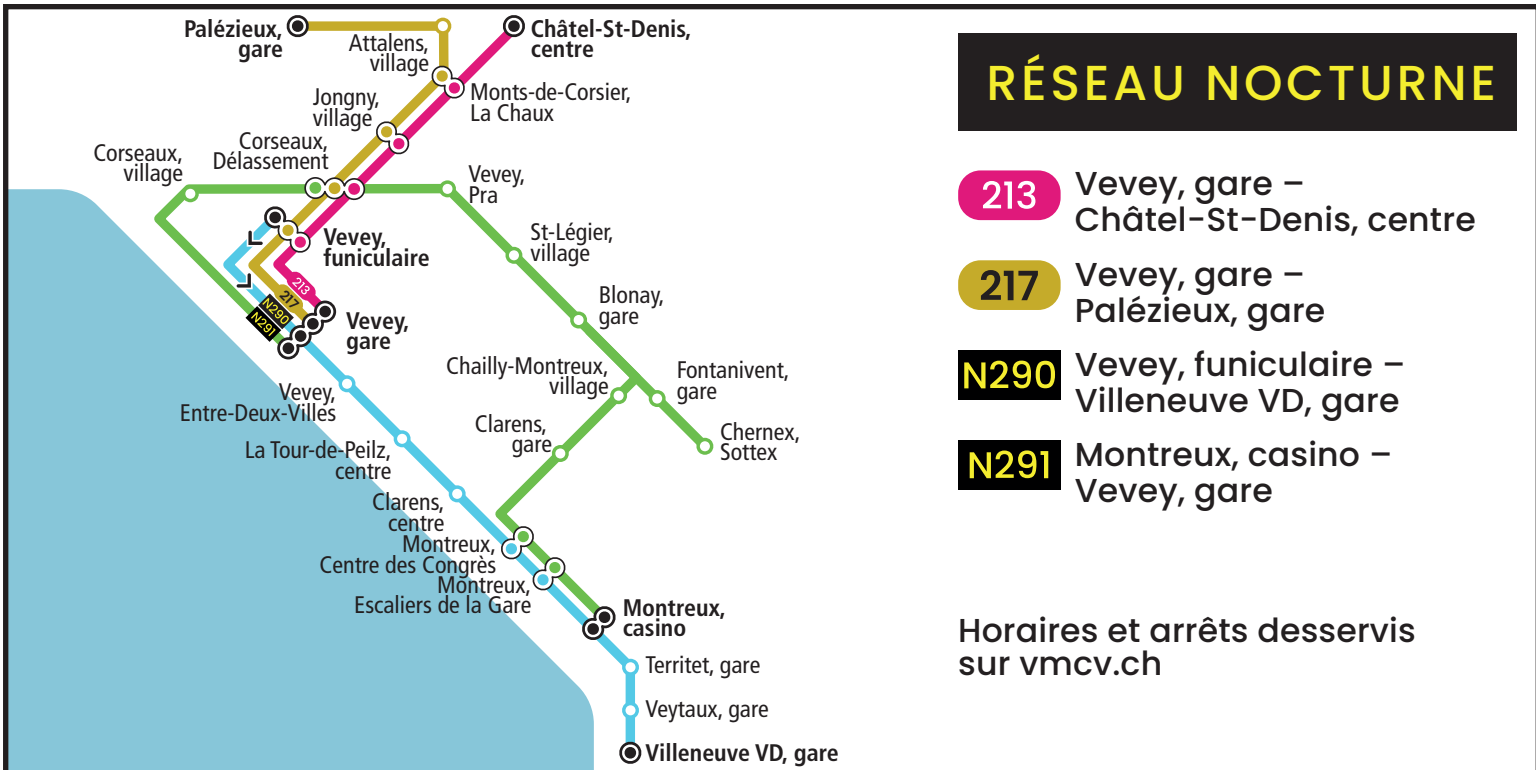 Palézieux,
gare
Châtel-St-Denis,
centre
Attalens,
village
Monts-de-Corsier,
La Chaux
Jongny,
village
Corseaux,
Délassement
Corseaux,
village
Vevey,
Pra
Vevey,
funiculaire
St-Légier,
village
213
217
N290
N291
Vevey,
gare
Blonay,
gare
Chailly-Montreux,
village
Fontanivent,
gare
Vevey,
Entre-Deux-Villes
Clarens,
gare
Chernex,
Sottex
La Tour-de-Peilz,
centre
Clarens,
centre
Montreux,
Centre des Congrès
Montreux,
Escaliers de la Gare
Montreux,
casino
Territet, gare
Veytaux, gare
Villeneuve VD, gare
RÉSEAU NOCTURNE
213 Vevey, gare –
Châtel-St-Denis, centre
217 Vevey, gare –
Palézieux, gare
N290 Vevey, funiculaire –
Villeneuve VD, gare
N291 Montreux, casino –
Vevey, gare
Horaires et arrêts desservis
sur vmcv.ch